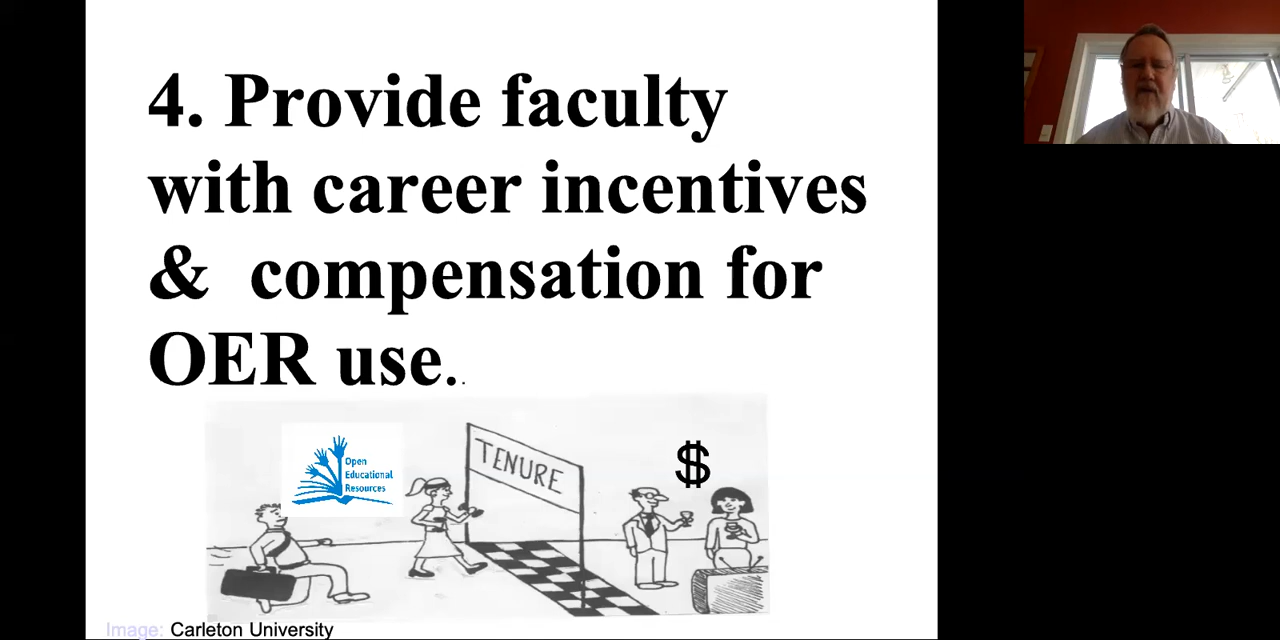 4. Provide faculty
with career incentives
&  compensation for
OER use..
Open
Educational
Resources
TENURE
$
Image: Carleton University